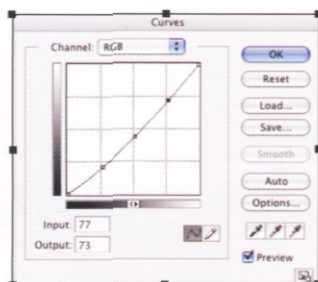 Curves
Channel: RGB
OK
Reset
Load...
Save...
Smooth
Auto
Options...
Input: 77
Output: 73
Preview